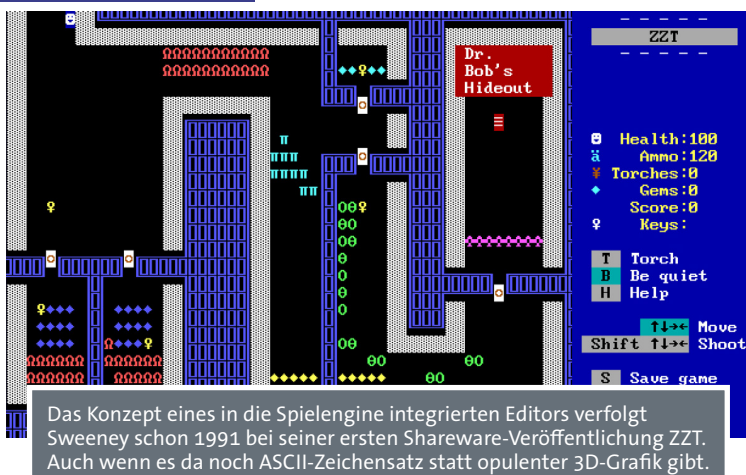 ZZT
Dr.
Bob's
Hideout
Health:100
Ammo:120
Torches:0
Gems:0
Score:0
Keys:
T Torch
B Be quiet
H Help
↑↓→← Move
Shift ↑↓→← Shoot
S Save game
Das Konzept eines in die Spielengine integrierten Editors verfolgt
Sweeney schon 1991 bei seiner ersten Shareware-Veröffentlichung ZZT.
Auch wenn es da noch ASCII-Zeichensatz statt opulenter 3D-Grafik gibt.